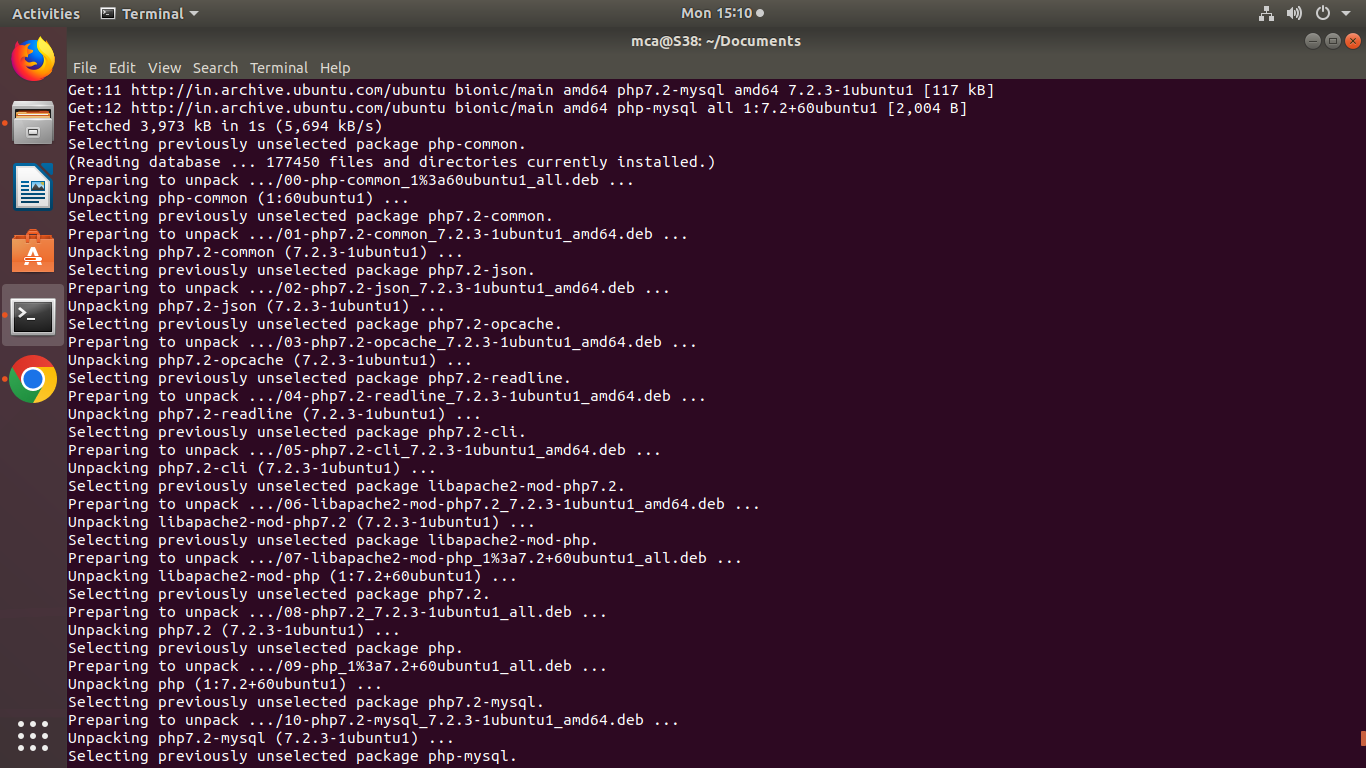 Activities Terminal Mon 15:10
mca@S38: ~/Documents
File Edit View Search Terminal Help
Get:11 http://in.archive.ubuntu.com/ubuntu bionic/main amd64 php7.2-mysql amd64 7.2.3-1ubuntu1 [117 kB]
Get:12 http://in.archive.ubuntu.com/ubuntu bionic/main amd64 php-mysql all 1:7.2+60ubuntu1 [2,004 B]
Fetched 3,973 kB in 1s (5,694 kB/s)
Selecting previously unselected package php-common.
(Reading database ... 177450 files and directories currently installed.)
Preparing to unpack .../00-php-common_1%3a60ubuntu1_all.deb ...
Unpacking php-common (1:60ubuntu1) ...
Selecting previously unselected package php7.2-common.
Preparing to unpack .../01-php7.2-common_7.2.3-1ubuntu1_amd64.deb ...
Unpacking php7.2-common (7.2.3-1ubuntu1) ...
Selecting previously unselected package php7.2-json.
Preparing to unpack .../02-php7.2-json_7.2.3-1ubuntu1_amd64.deb ...
Unpacking php7.2-json (7.2.3-1ubuntu1) ...
Selecting previously unselected package php7.2-opcache.
Preparing to unpack .../03-php7.2-opcache_7.2.3-1ubuntu1_amd64.deb ...
Unpacking php7.2-opcache (7.2.3-1ubuntu1) ...
Selecting previously unselected package php7.2-readline.
Preparing to unpack .../04-php7.2-readline_7.2.3-1ubuntu1_amd64.deb ...
Unpacking php7.2-readline (7.2.3-1ubuntu1) ...
Selecting previously unselected package php7.2-cli.
Preparing to unpack .../05-php7.2-cli_7.2.3-1ubuntu1_amd64.deb ...
Unpacking php7.2-cli (7.2.3-1ubuntu1) ...
Selecting previously unselected package libapache2-mod-php7.2.
Preparing to unpack .../06-libapache2-mod-php7.2_7.2.3-1ubuntu1_amd64.deb ...
Unpacking libapache2-mod-php7.2 (7.2.3-1ubuntu1) ...
Selecting previously unselected package libapache2-mod-php.
Preparing to unpack .../07-libapache2-mod-php_1%3a7.2+60ubuntu1_all.deb ...
Unpacking libapache2-mod-php (1:7.2+60ubuntu1) ...
Selecting previously unselected package php7.2.
Preparing to unpack .../08-php7.2_7.2.3-1ubuntu1_all.deb ...
Unpacking php7.2 (7.2.3-1ubuntu1) ...
Selecting previously unselected package php.
Preparing to unpack .../09-php_1%3a7.2+60ubuntu1_all.deb ...
Unpacking php (1:7.2+60ubuntu1) ...
Selecting previously unselected package php7.2-mysql.
Preparing to unpack .../10-php7.2-mysql_7.2.3-1ubuntu1_amd64.deb ...
Unpacking php7.2-mysql (7.2.3-1ubuntu1) ...
Selecting previously unselected package php-mysql.